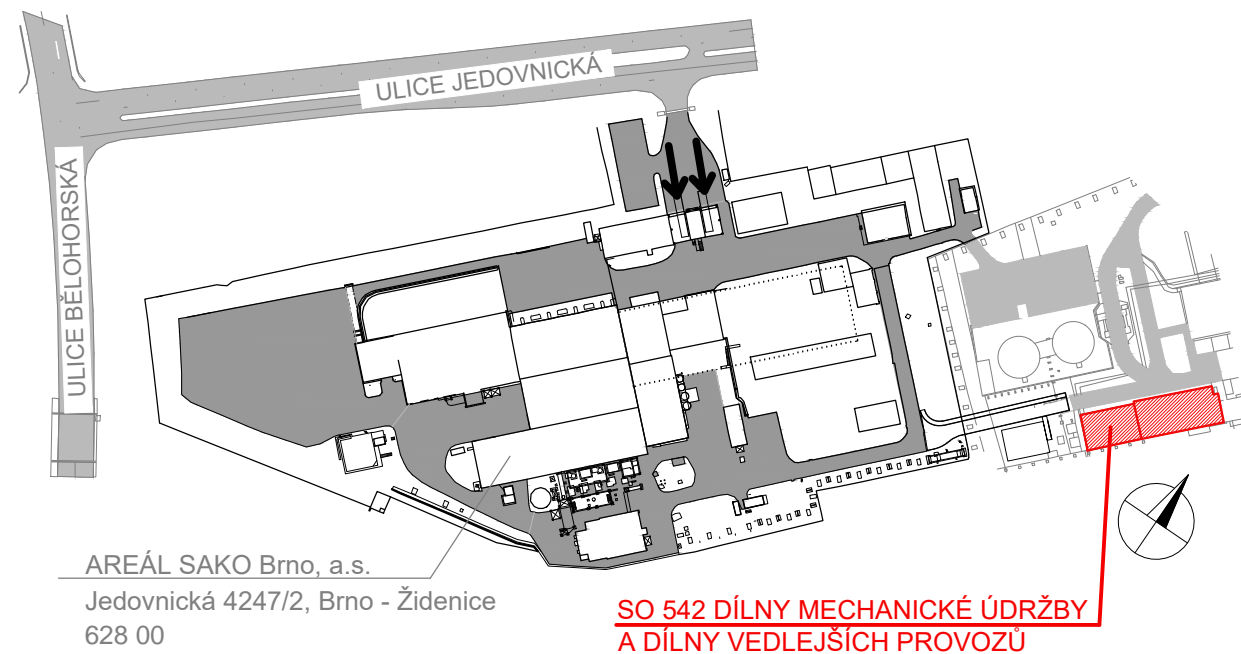 ULICE JEDOVNICKÁ
ULICE BĚLOHORSKÁ
AREÁL SAKO Brno, a.s.
Jedovnická 4247/2, Brno - Židenice
628 00
SO 542 DÍLNY MECHANICKÉ ÚDRŽBY
A DÍLNY VEDLEJŠÍCH PROVOZŮ